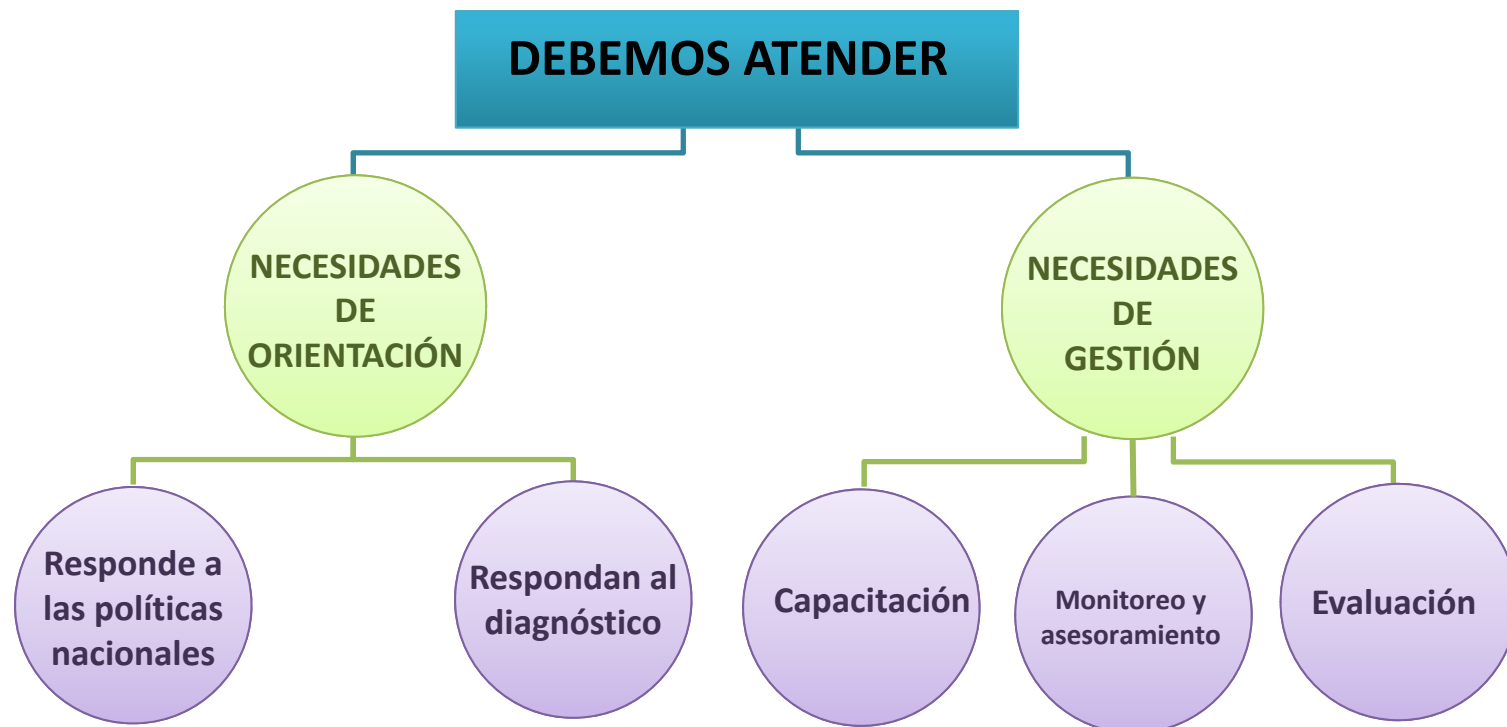 DEBEMOS ATENDER
NECESIDADES
DE
ORIENTACIÓN
NECESIDADES
DE
GESTIÓN
Responde a
las políticas
nacionales
Respondan al
diagnóstico
Capacitación
Monitoreo y
asesoramiento
Evaluación